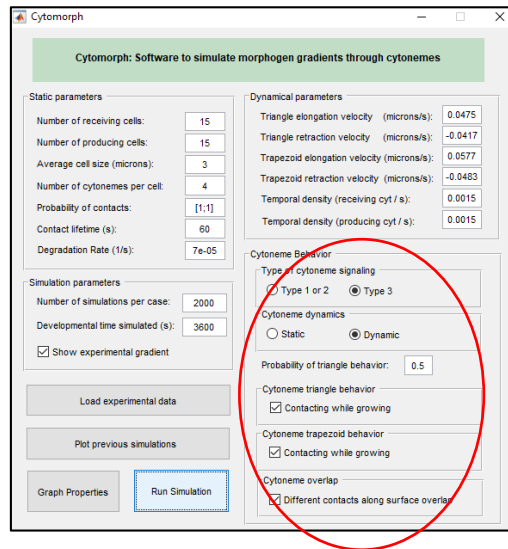 Cytomorph
Cytomorph: Software to simulate morphogen gradients through cytonemes
Static parameters
Number of receiving cells: 15
Number of producing cells: 15
Average cell size (microns): 3
Number of cytonemes per cell: 4
Probability of contacts: [1;1]
Contact lifetime (s): 60
Degradation Rate (1/s): 7e-05
Simulation parameters
Number of simulations per case: 2000
Developmental time simulated (s): 3600
Show experimental gradient
Load experimental data
Plot previous simulations
Graph Properties
Run Simulation
Dynamical parameters
Triangle elongation velocity (microns/s): 0.0475
Triangle retraction velocity (microns/s): -0.0417
Trapezoid elongation velocity (microns/s): 0.0577
Trapezoid retraction velocity (microns/s): -0.0483
Temporal density (receiving cyt / s): 0.0015
Temporal density (producing cyt / s): 0.0015
Cytoneme Behavior
Type of cytoneme signaling
Type 1 or 2 Type 3
Cytoneme dynamics
Static Dynamic
Probability of triangle behavior: 0.5
Cytoneme triangle behavior
Contacting while growing
Cytoneme trapezoid behavior
Contacting while growing
Cytoneme overlap
Different contacts along surface overlap